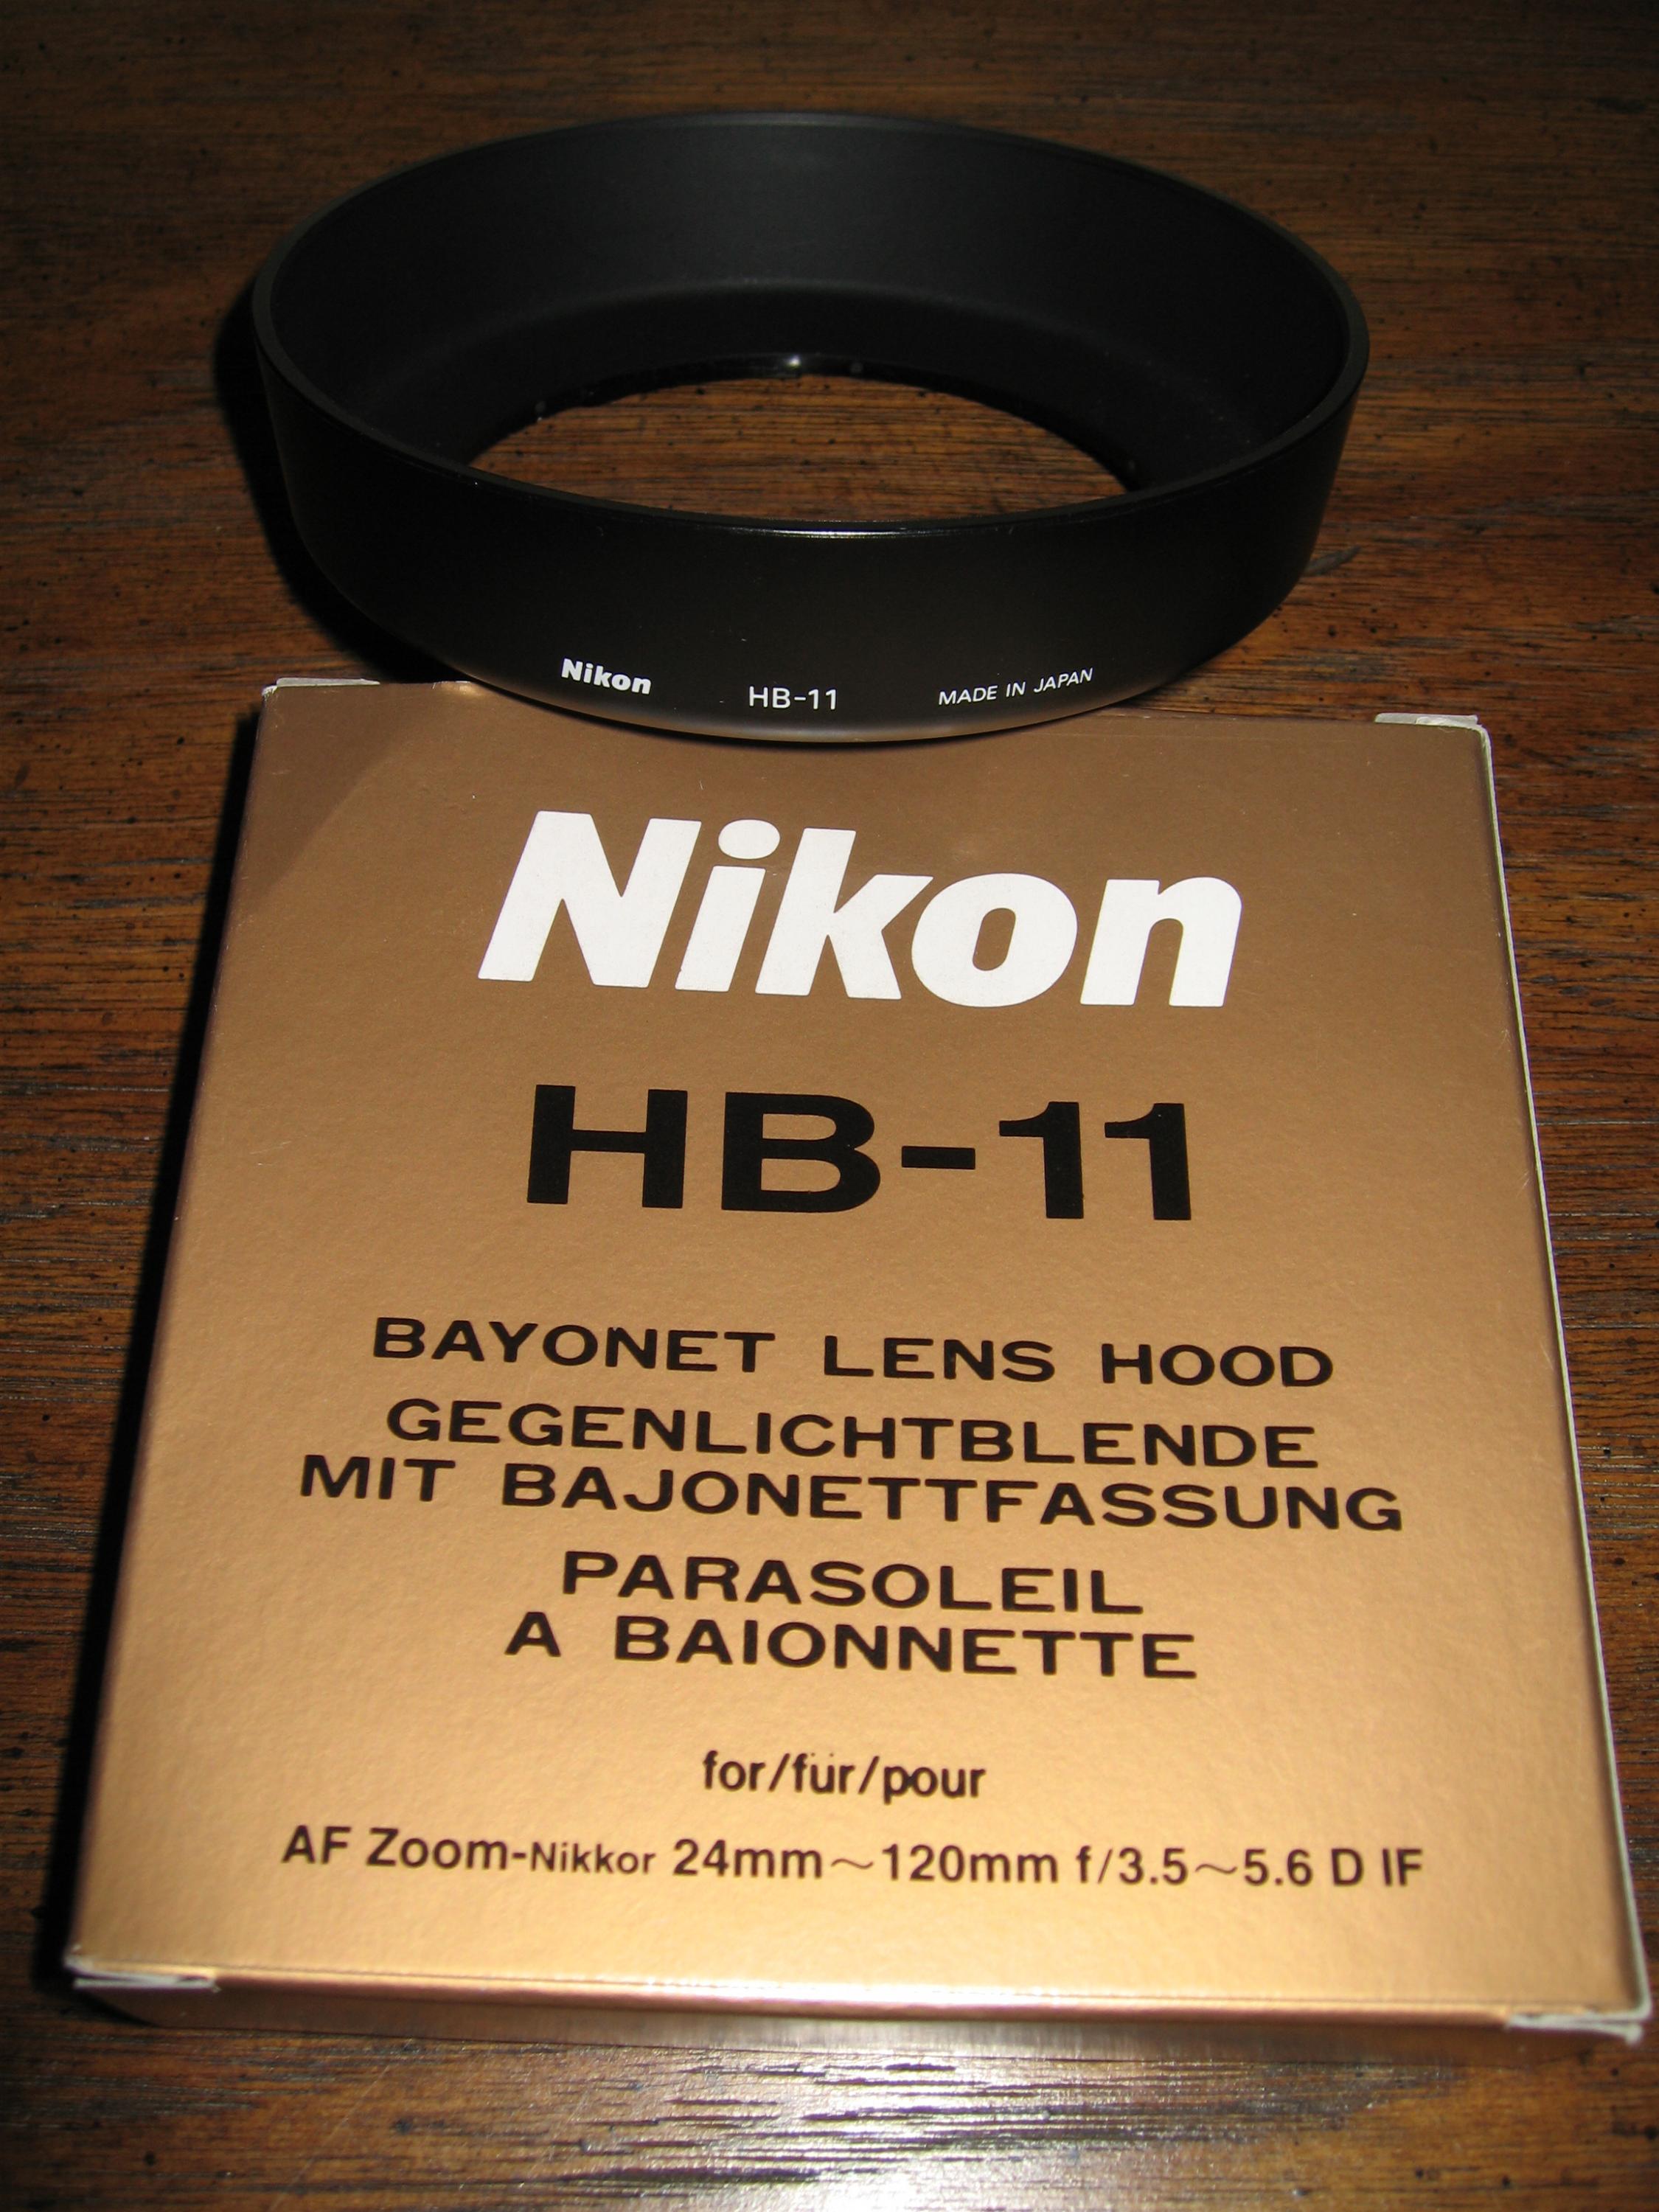 Nikon HB-11 MADE IN JAPAN
Nikon
HB-11
BAYONET LENS HOOD
GEGENLICHTBLENDE
MIT BAJONETTFASSUNG
PARASOLEIL
A BAIONNETTE
for/für/pour
AF Zoom-Nikkor 24mm~120mm f/3.5~5.6 D IF